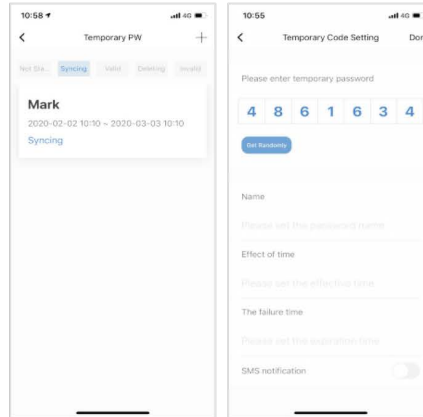 10:58
4G
Temporary PW
Syncing
Valid
Deleting
Invalid
Mark
2020-02-02 10:10 ~ 2020-03-03 10:10
Syncing
10:55
4G
Temporary Code Setting
Please enter temporary password
4 8 6 1 6 3 4
Get Randomly
Name
Please set the password name
Effect of time
Please set the effective time
The failure time
Please set the expiration time
SMS notification